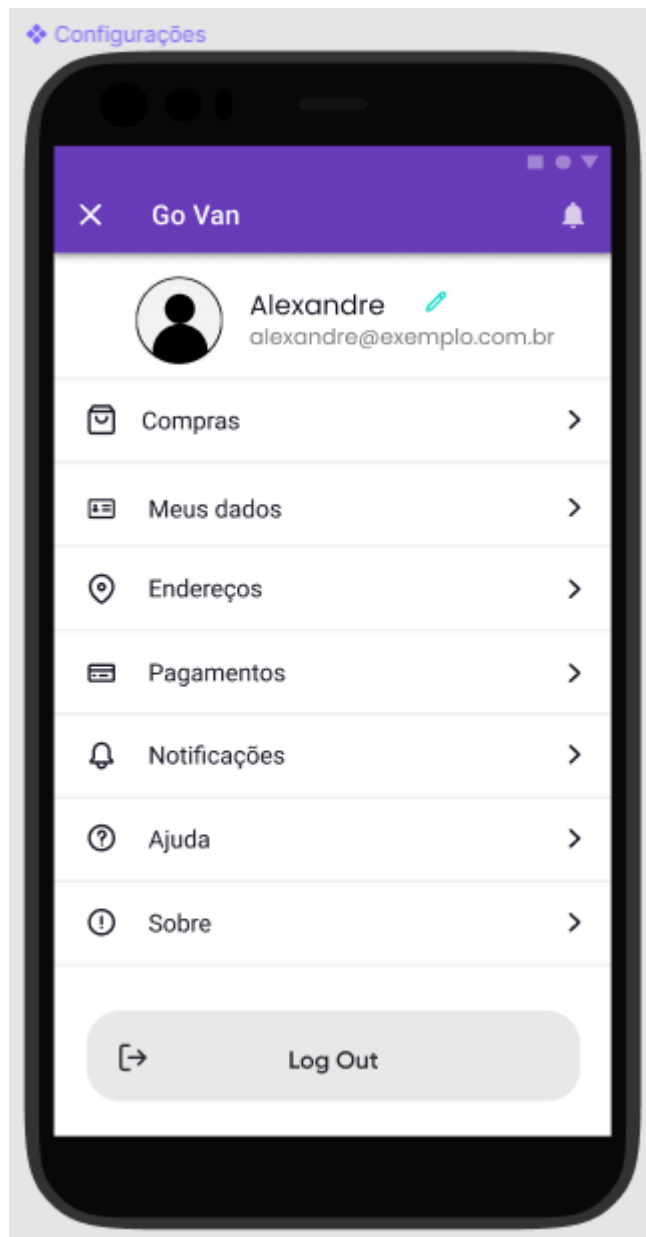 Configurações
Go Van
Alexandre
alexandre@exemplo.com.br
Compras
Meus dados
Endereços
Pagamentos
Notificações
Ajuda
Sobre
Log Out